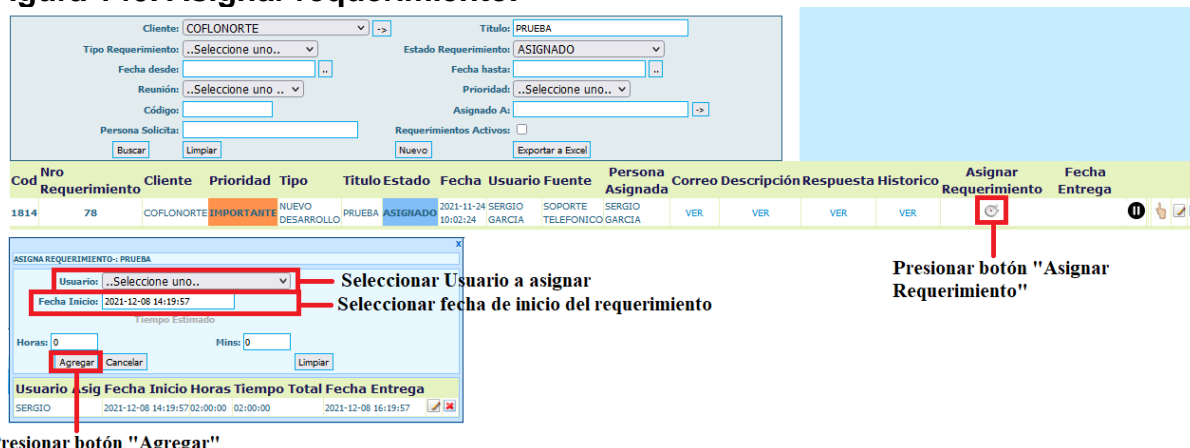 Cliente: COFLONORTE -> Titulo: PRUEBA
Tipo Requerimiento: ..Seleccione uno.. Estado Requerimiento: ASIGNADO
Fecha desde: .. Fecha hasta: ..
Reunión: ..Seleccione uno .. Prioridad: ..Seleccione uno..
Código: Asignado A: ->
Persona Solicita: Requerimientos Activos:
Buscar Limpiar Nuevo Exportar a Excel
Cod Nro Requerimiento Cliente Prioridad Tipo Titulo Estado Fecha Usuario Fuente Persona Asignada Correo Descripción Respuesta Historico Asignar Requerimiento Fecha Entrega
1814 78 COFLONORTE IMPORTANTE NUEVO DESARROLLO PRUEBA ASIGNADO 2021-11-24 10:02:24 SERGIO GARCIA SOPORTE TELEFONICO SERGIO GARCIA VER VER VER VER
x
ASIGNA REQUERIMIENTO-: PRUEBA
Usuario: ..Seleccione uno..
Seleccionar Usuario a asignar
Fecha Inicio: 2021-12-08 14:19:57
Seleccionar fecha de inicio del requerimiento
Tiempo Estimado
Horas: 0 Mins: 0
Agregar Cancelar Limpiar
Usuario Asig Fecha Inicio Horas Tiempo Total Fecha Entrega
SERGIO 2021-12-08 14:19:57 02:00:00 02:00:00 2021-12-08 16:19:57
Presionar botón "Asignar
Requerimiento"
botón "Agregar"